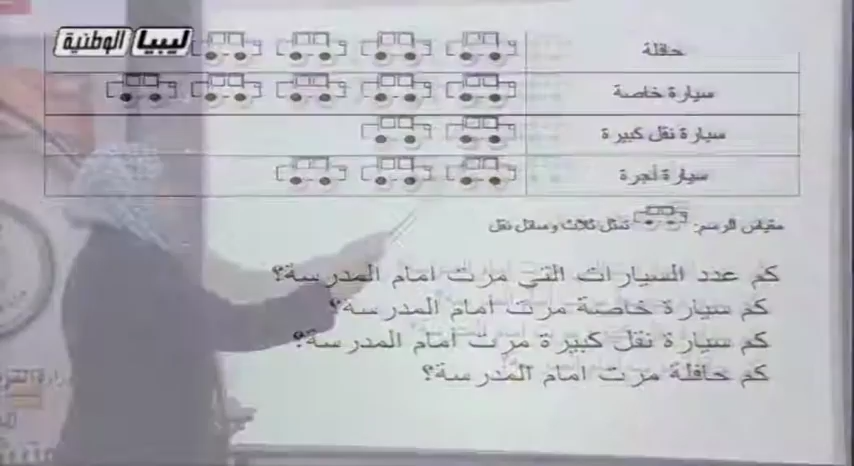 ليبيا الوطنية
حافلة
سيارة خاصة
سيارة نقل كبيرة
سيارة أجرة
مقياس الرسم: تمثل ثلاث وسائل نقل
كم عدد السيارات التي مرت امام المدرسة؟
كم سيارة خاصة مرت أمام المدرسة؟
كم سيارة نقل كبيرة مرت أمام المدرسة؟
كم حافلة مرت امام المدرسة؟